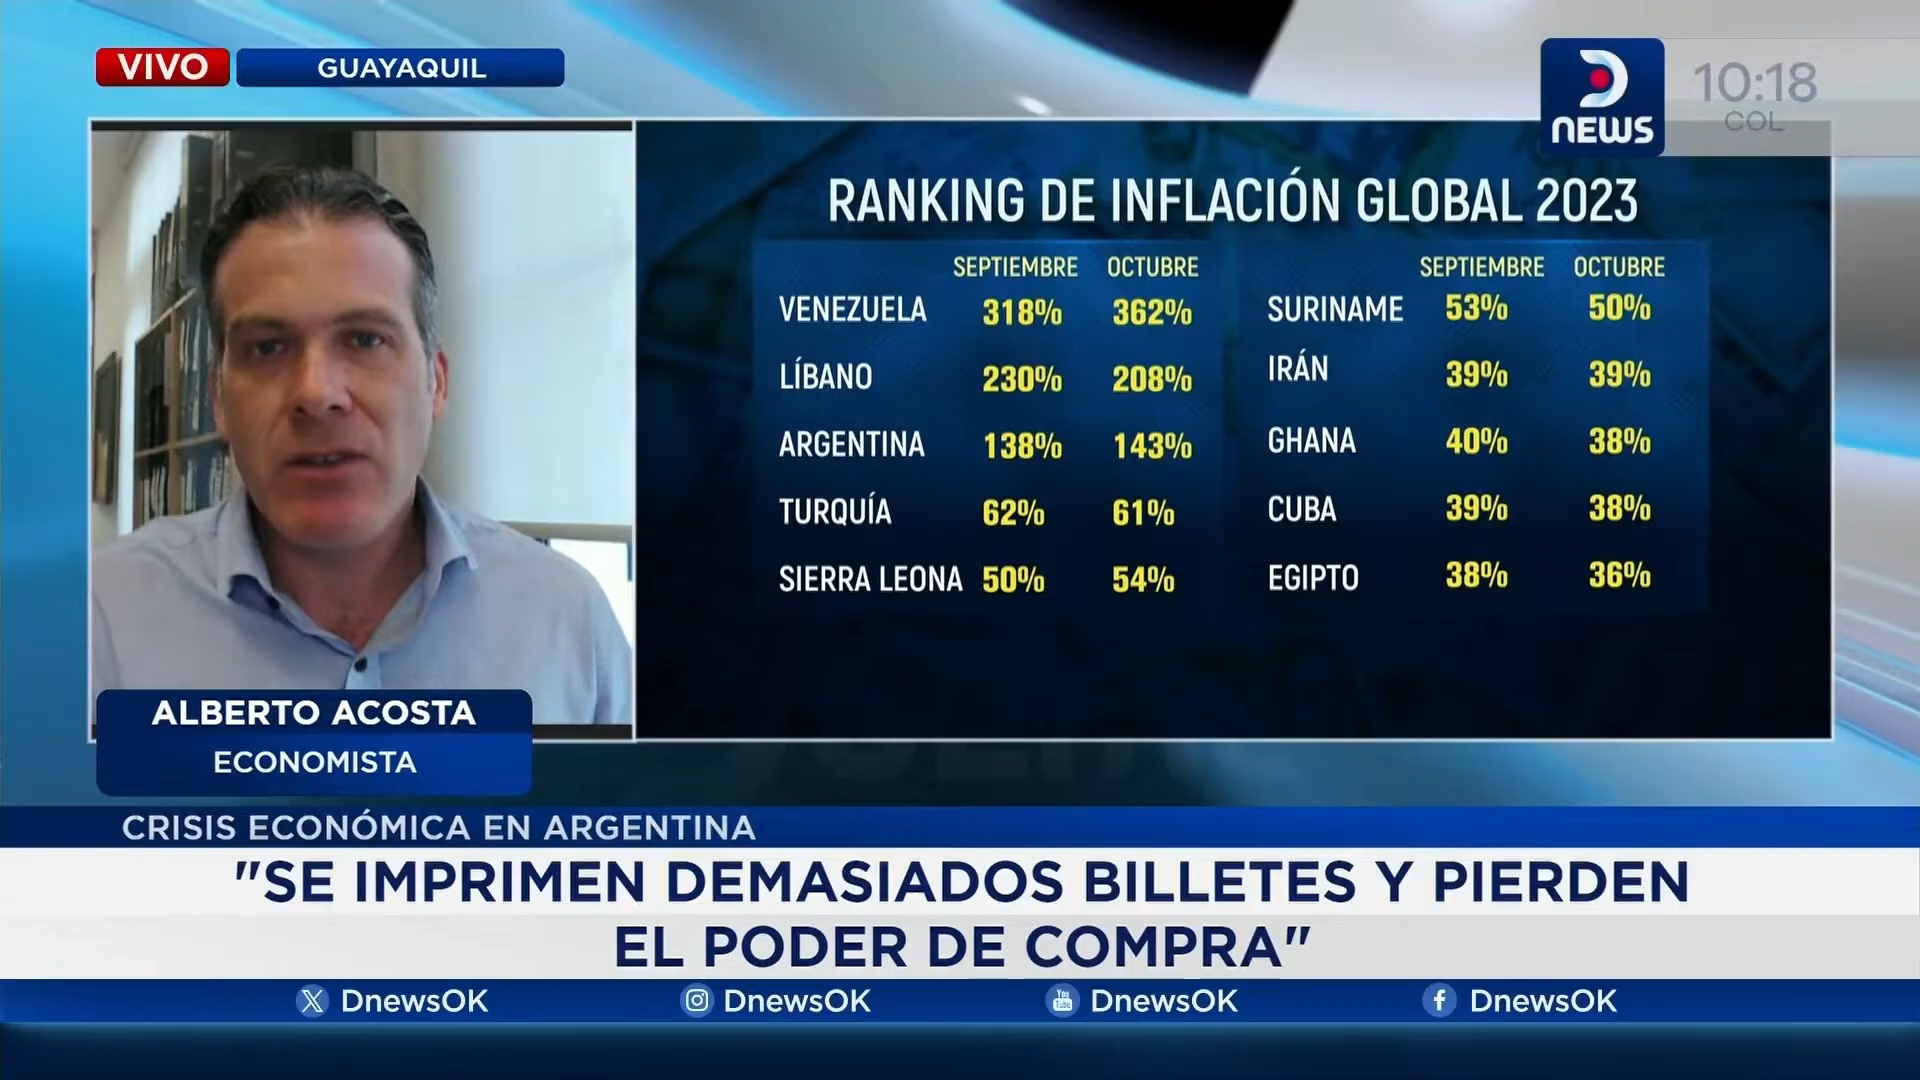 VIVO
GUAYAQUIL
NEWS
10:18
COL
RANKING DE INFLACIÓN GLOBAL 2023
SEPTIEMBRE OCTUBRE
VENEZUELA 318% 362%
LÍBANO 230% 208%
ARGENTINA 138% 143%
TURQUÍA 62% 61%
SIERRA LEONA 50% 54%
SEPTIEMBRE OCTUBRE
SURINAME 53% 50%
IRÁN 39% 39%
GHANA 40% 38%
CUBA 39% 38%
EGIPTO 38% 36%
ALBERTO ACOSTA
ECONOMISTA
CRISIS ECONÓMICA EN ARGENTINA
"SE IMPRIMEN DEMASIADOS BILLETES Y PIERDEN
EL PODER DE COMPRA"
DnewsOK DnewsOK DnewsOK DnewsOK